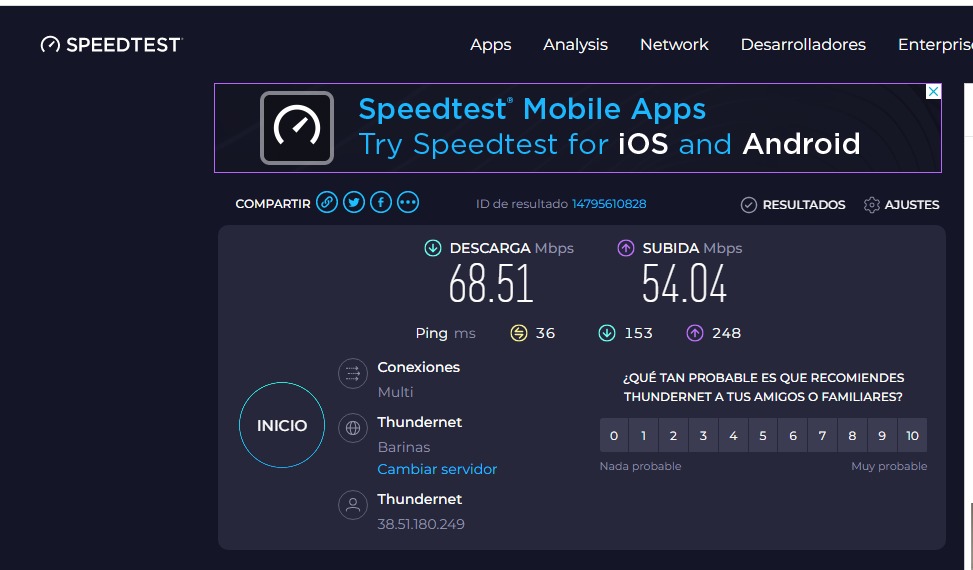 SPEEDTEST
Apps Analysis Network Desarrolladores Enterprise
Speedtest® Mobile Apps
Try Speedtest for iOS and Android
COMPARTIR ID de resultado 14795610828 RESULTADOS AJUSTES
DESCARGA Mbps SUBIDA Mbps
68.51 54.04
Ping ms 36 153 248
Conexiones
Multi
¿QUÉ TAN PROBABLE ES QUE RECOMIENDES
THUNDERNET A TUS AMIGOS O FAMILIARES?
INICIO
Thundernet
Barinas
Cambiar servidor
0 1 2 3 4 5 6 7 8 9 10
Nada probable Muy probable
Thundernet
38.51.180.249